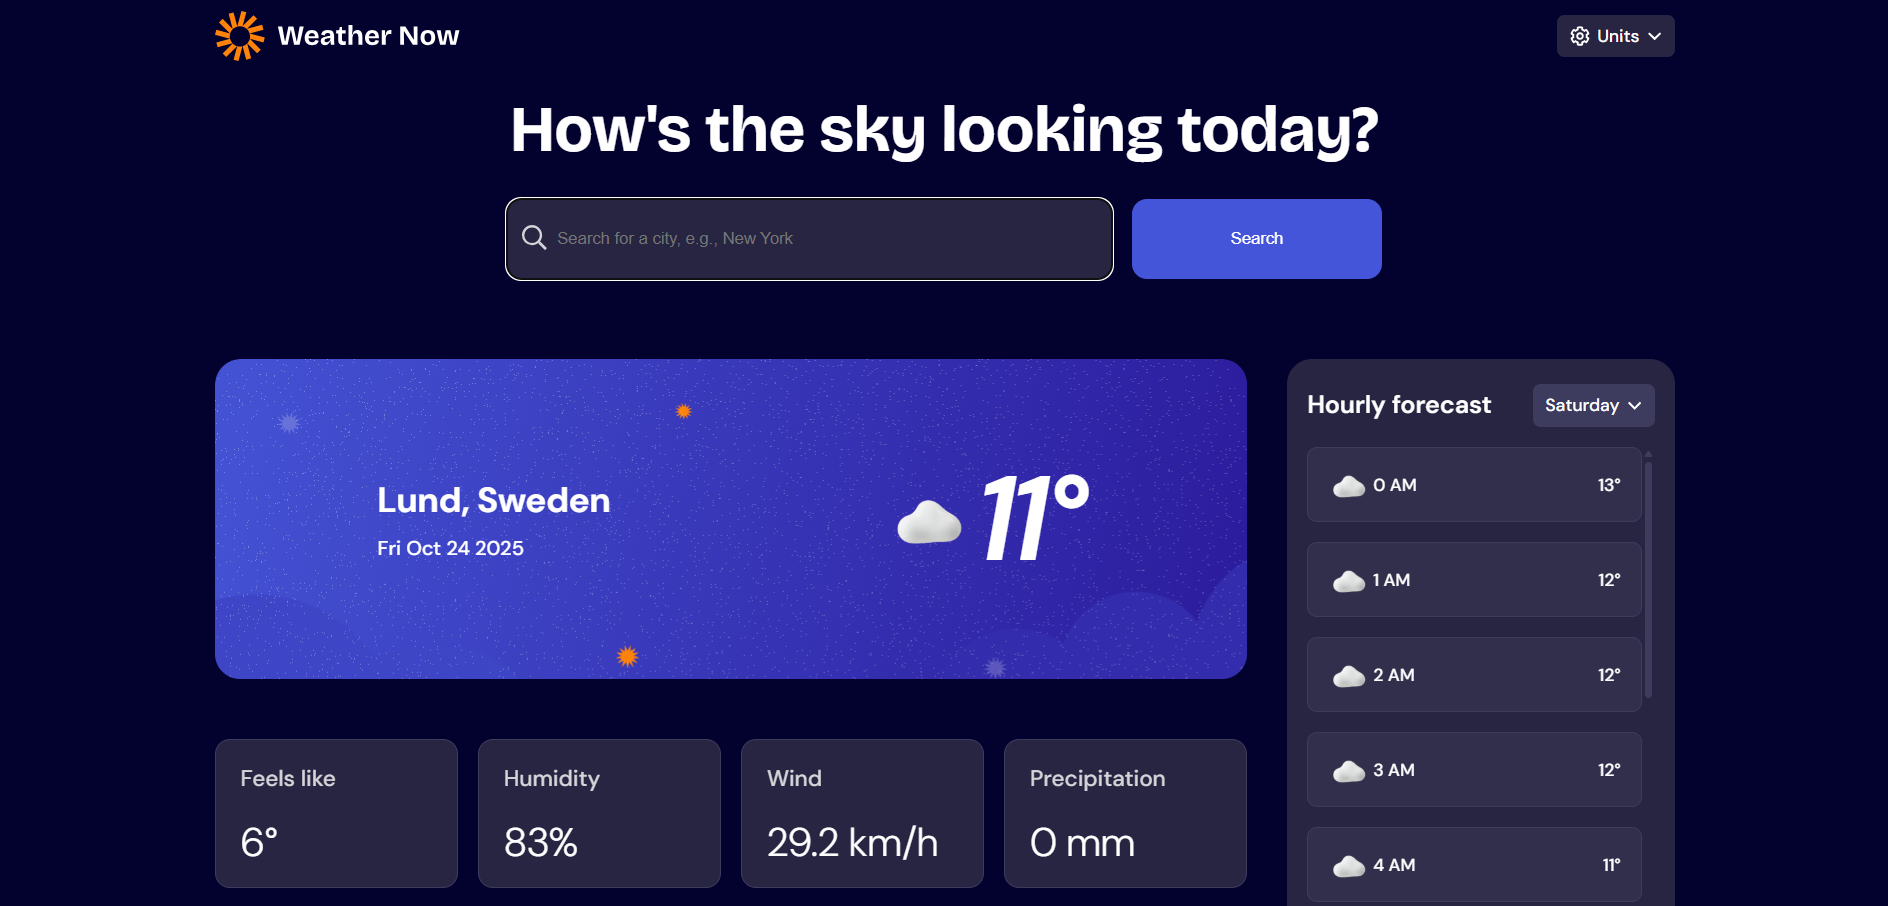 Weather Now
Units
How's the sky looking today?
Search for a city, e.g., New York
Search
Lund, Sweden
Fri Oct 24 2025
11°
Feels like
6°
Humidity
83%
Wind
29.2 km/h
Precipitation
0 mm
Hourly forecast
Saturday
0 AM 13°
1 AM 12°
2 AM 12°
3 AM 12°
4 AM 11°